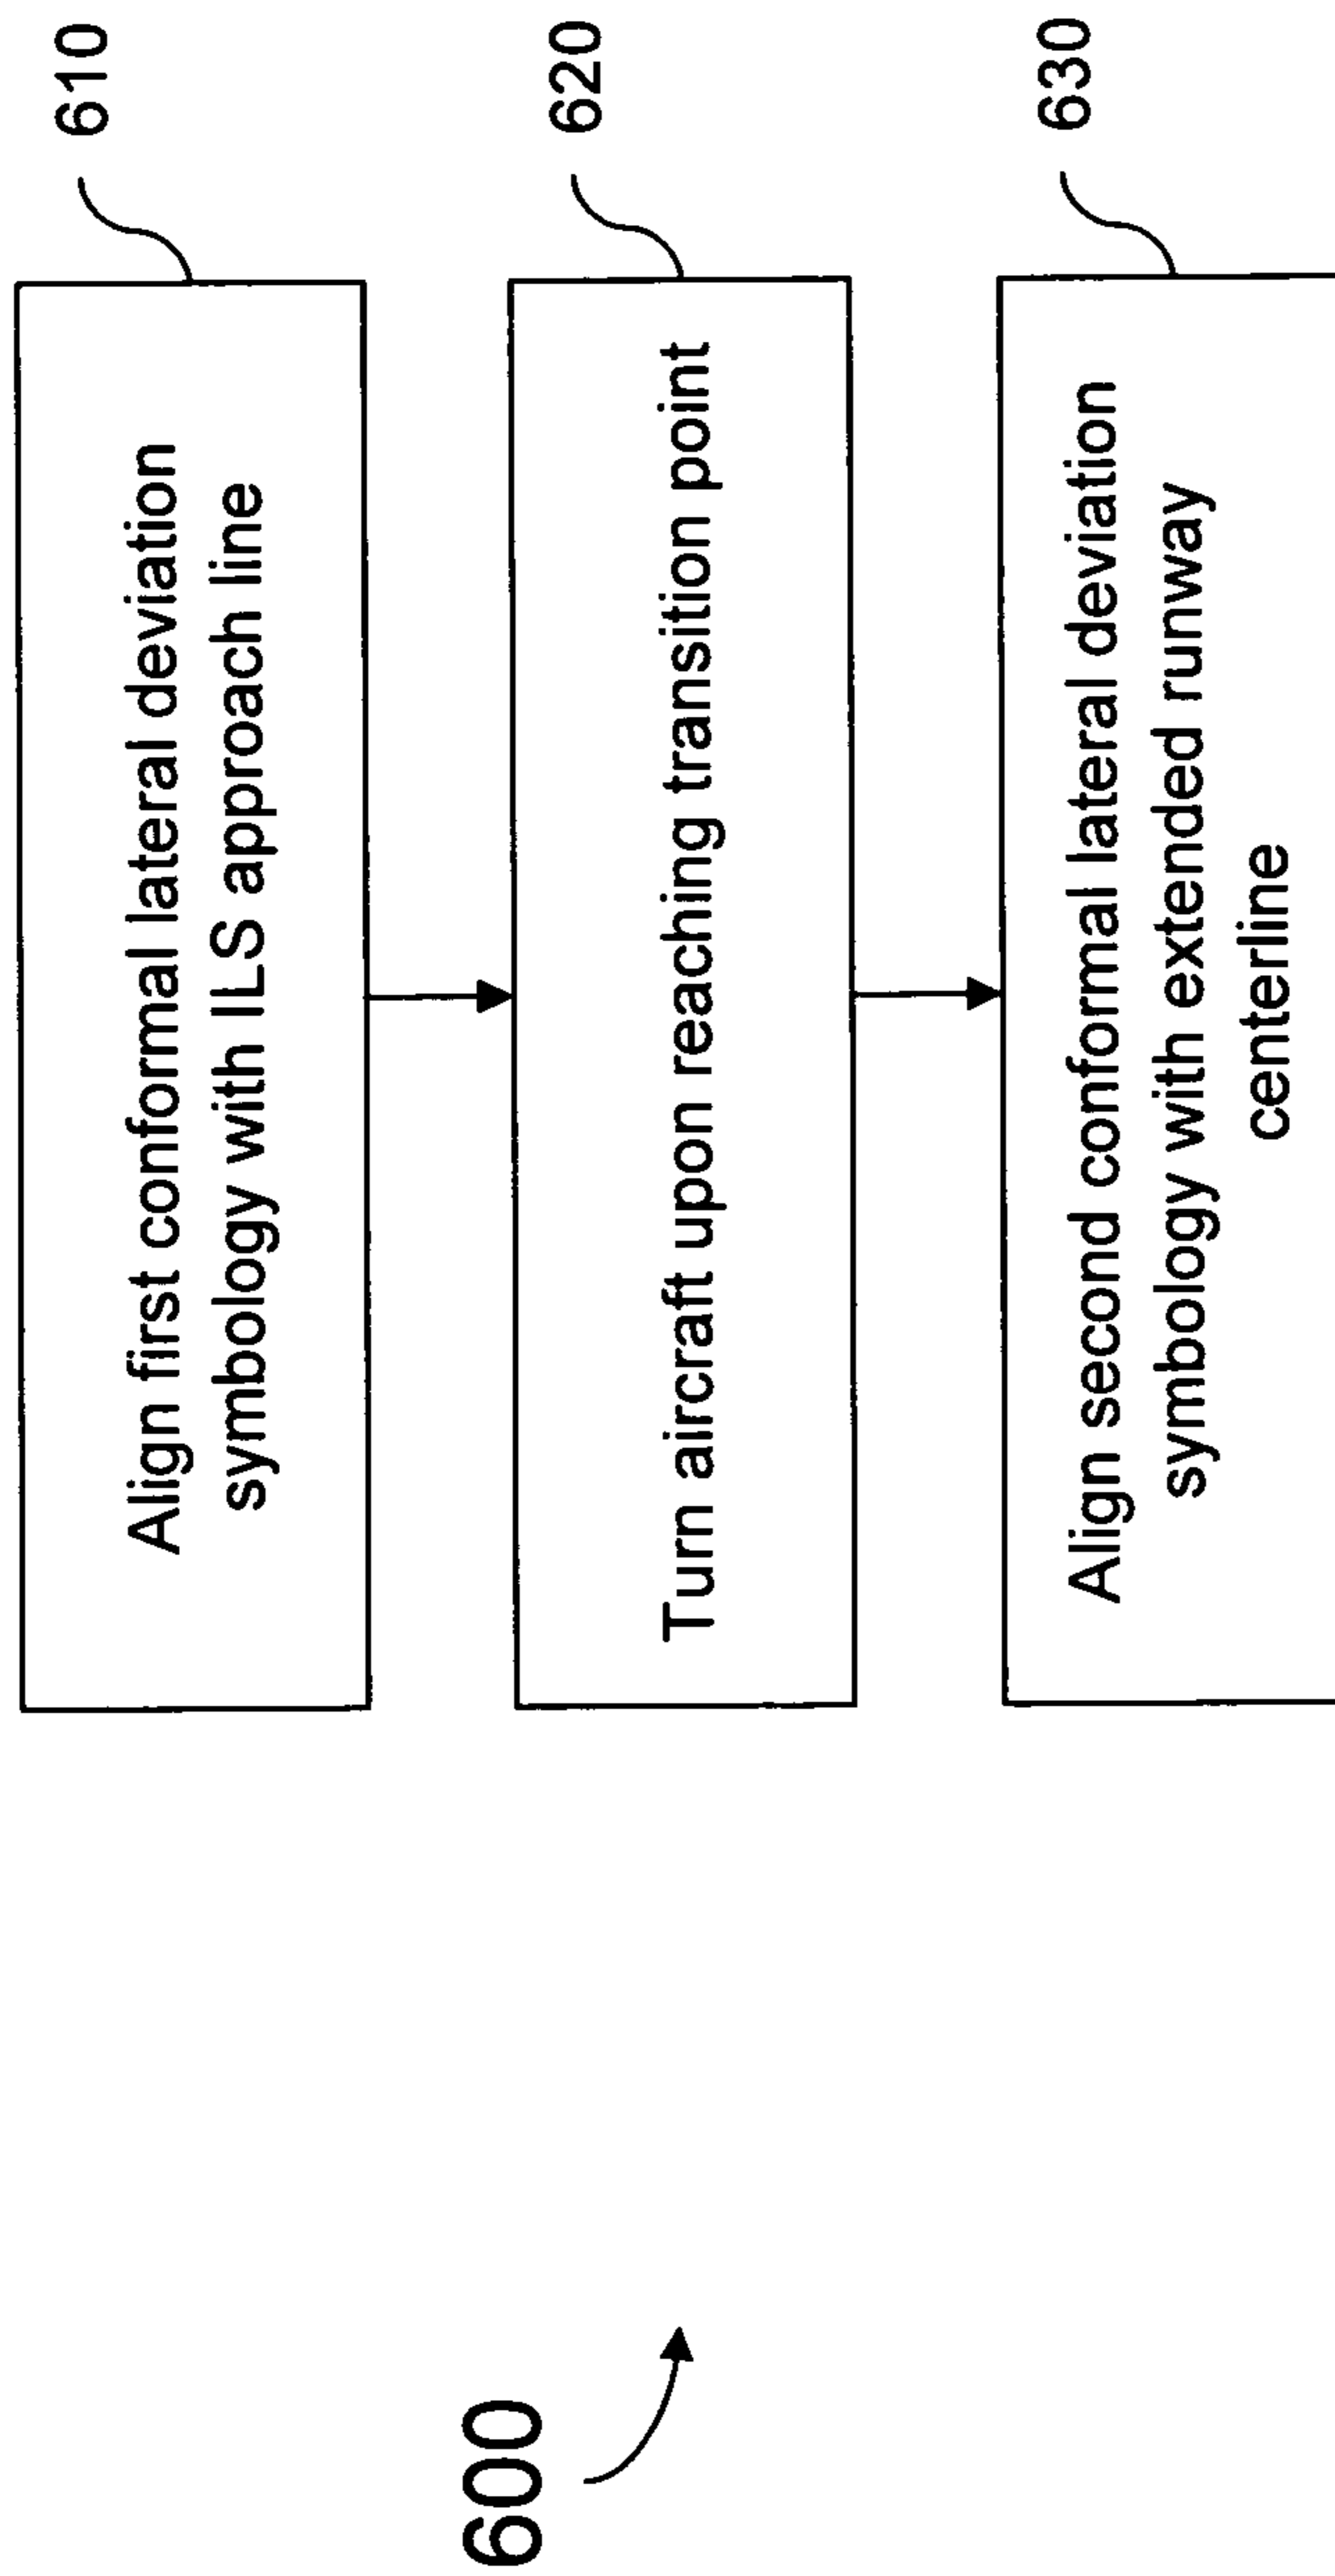 600
Align first conformal lateral deviation
symbology with ILS approach line
610
Turn aircraft upon reaching transition point
620
Align second conformal lateral deviation
symbology with extended runway
centerline
630